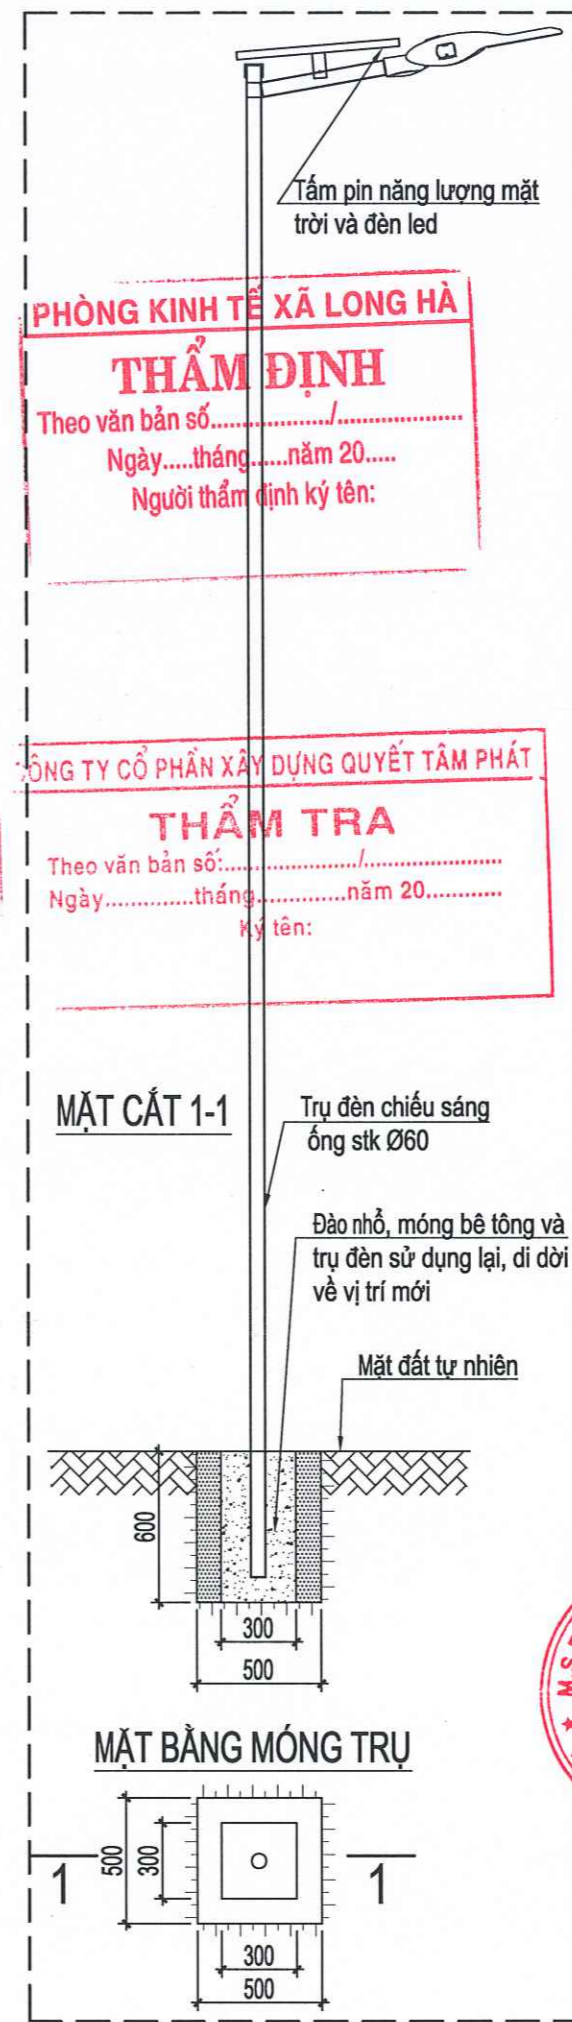 Tấm pin năng lượng mặt
trời và đèn led
PHÒNG KINH TẾ XÃ LONG HÀ
THẨM ĐỊNH
Theo văn bản số................../...................
Ngày.....tháng......năm 20.....
Người thẩm định ký tên:
CÔNG TY CỔ PHẦN XÂY DỰNG QUYẾT TÂM PHÁT
THẨM TRA
Theo văn bản số:..................../.....................
Ngày.............tháng.............năm 20............
Ký tên:
MẶT CẮT 1-1
Trụ đèn chiếu sáng
ống stk Ø60
Đào nhổ, móng bê tông và
trụ đèn sử dụng lại, di dời
về vị trí mới
Mặt đất tự nhiên
600
300
500
MẶT BẰNG MÓNG TRỤ
500
300
1
1
300
500